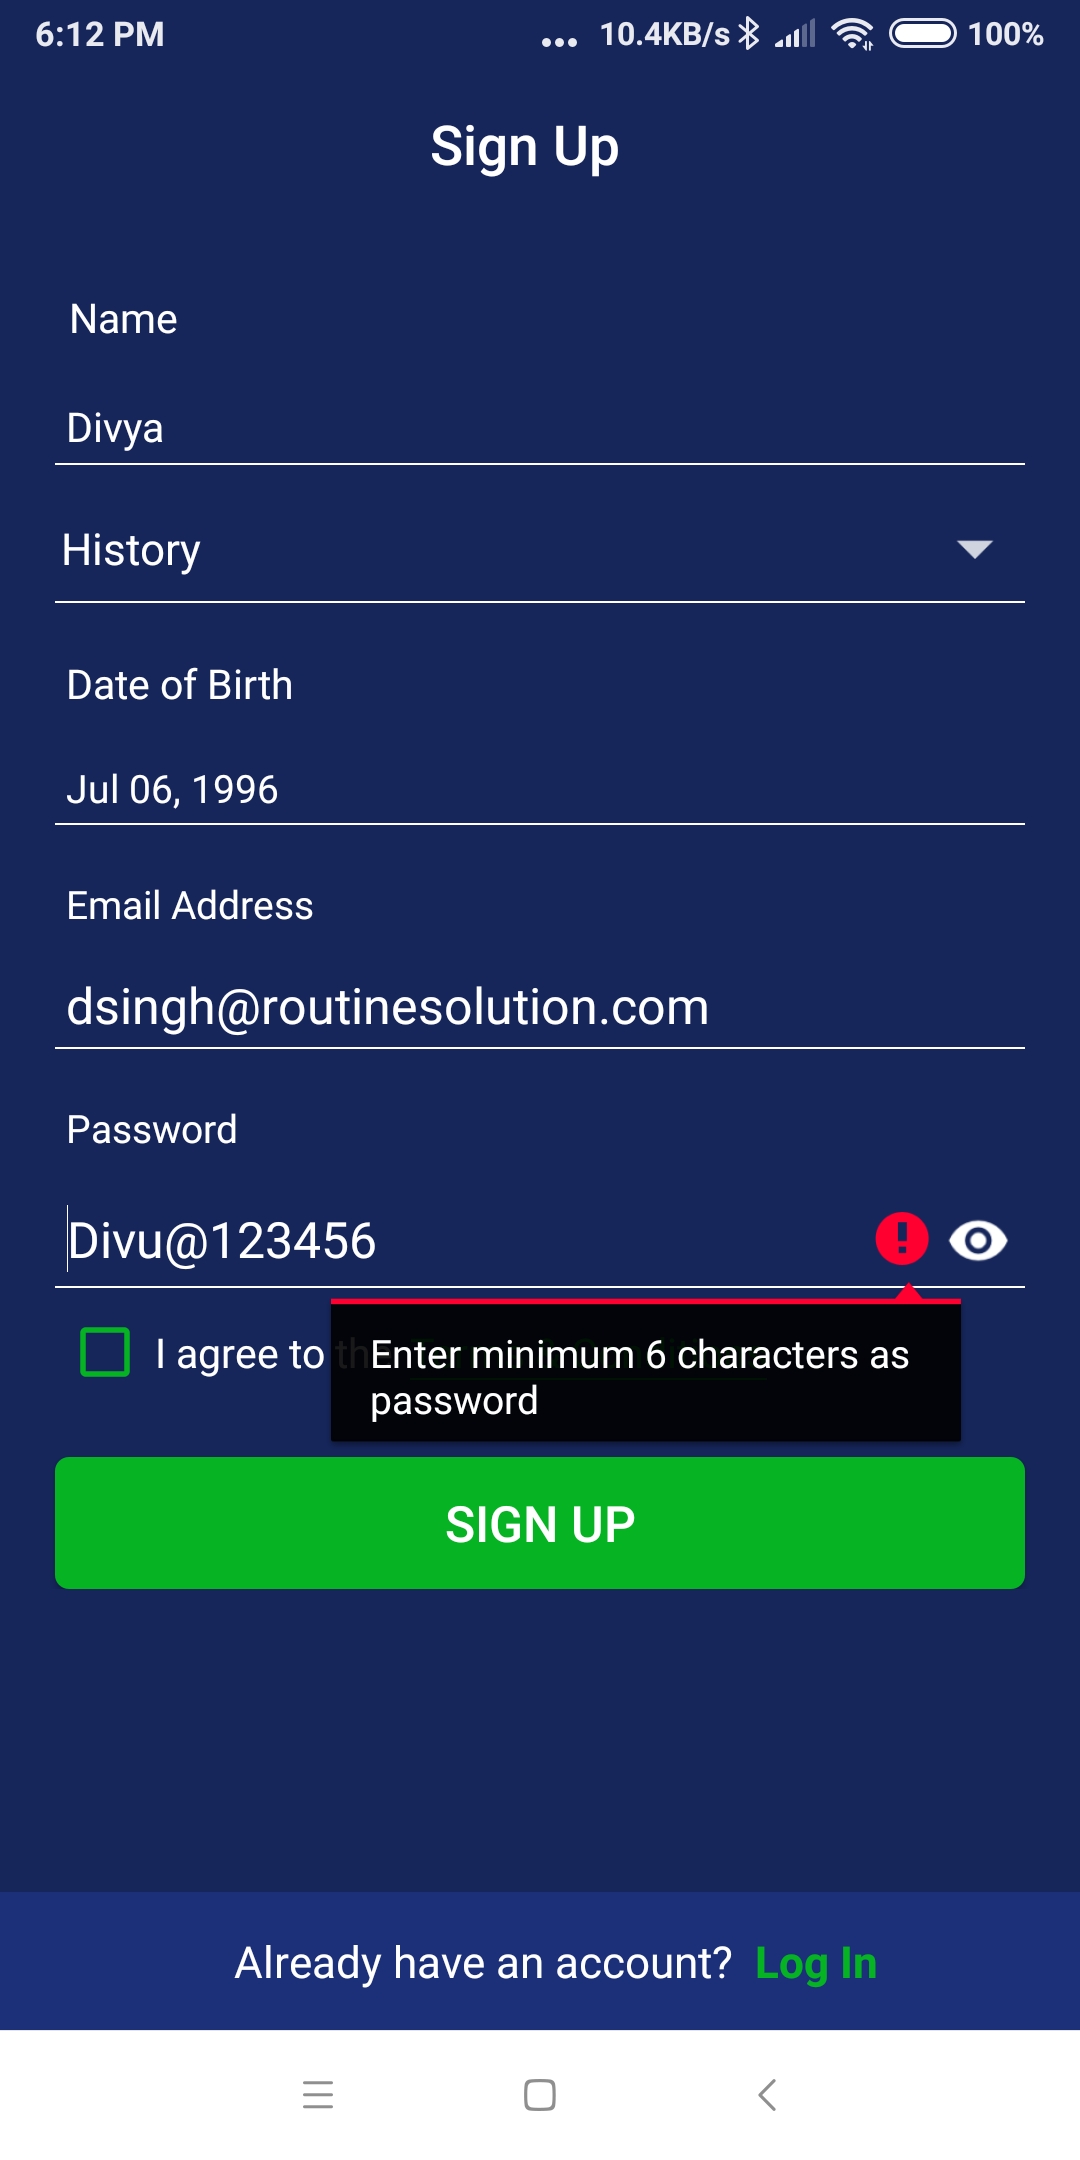 6:12 PM ... 10.4KB/s 100%
Sign Up
Name
Divya
History
Date of Birth
Jul 06, 1996
Email Address
dsingh@routinesolution.com
Password
Divu@123456
I agree to the
Enter minimum 6 characters as
password
SIGN UP
Already have an account? Log In